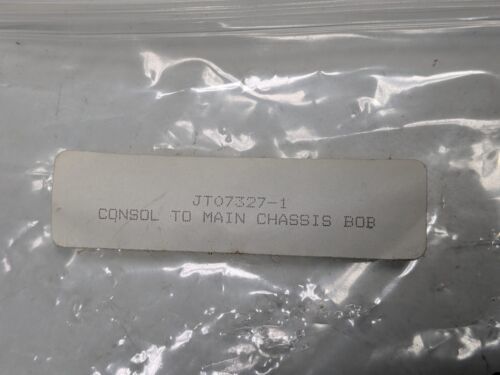 JT07327-1
CONSOL TO MAIN CHASSIS BOB